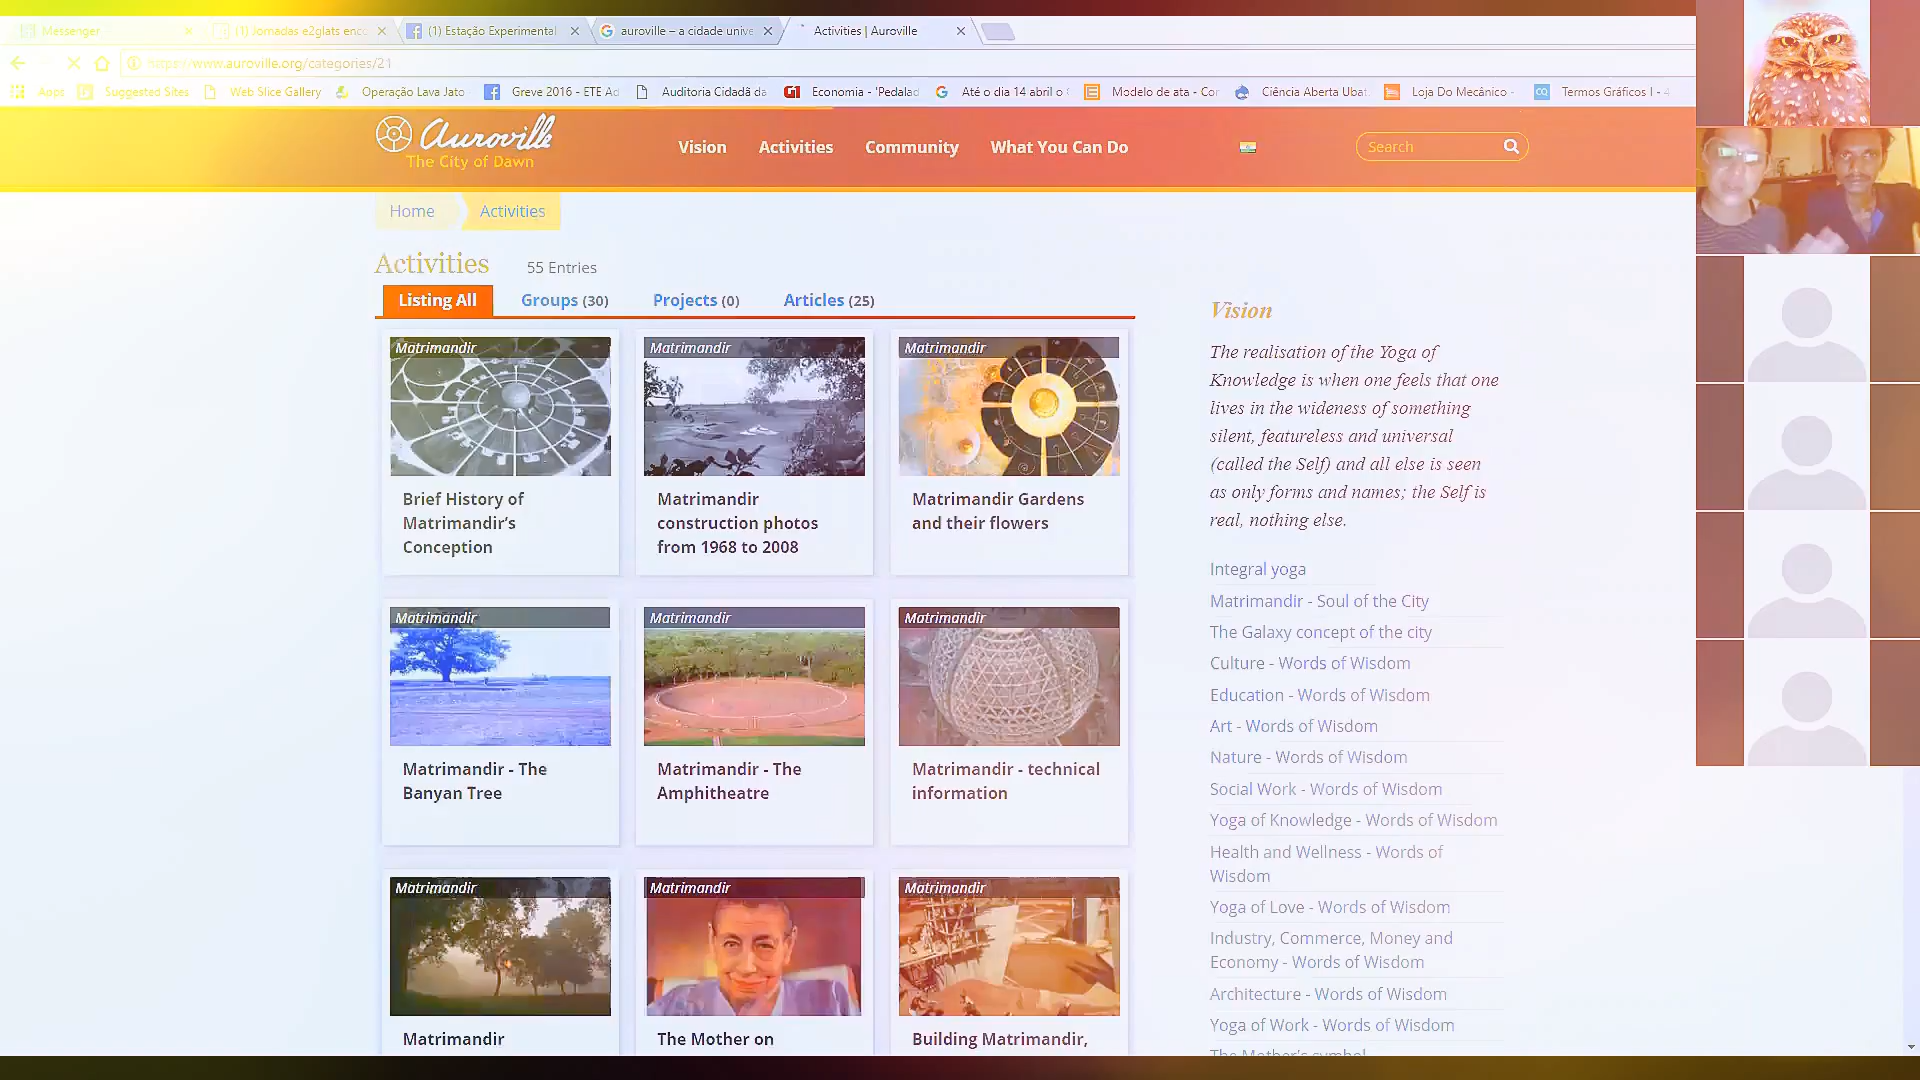 Messenger
(1) Jornadas e2glats enc
(1) Estação Experimental
auroville – a cidade unive
Activities | Auroville
https://www.auroville.org/categories/21
Apps
Suggested Sites
Web Slice Gallery
Operação Lava Jato
Greve 2016 - ETE Ad
Auditoria Cidadã da
G1
Economia - 'Pedalad
Até o dia 14 abril o
Modelo de ata - Cor
Ciência Aberta Ubat
Loja Do Mecânico -
CQ
Termos Gráficos I - 4
Auroville
The City of Dawn
Vision
Activities
Community
What You Can Do
Search
Home
Activities
Activities
55 Entries
Listing All
Groups (30)
Projects (0)
Articles (25)
Matrimandir
Brief History of
Matrimandir's
Conception
Matrimandir
Matrimandir
construction photos
from 1968 to 2008
Matrimandir
Matrimandir Gardens
and their flowers
Matrimandir
Matrimandir - The
Banyan Tree
Matrimandir
Matrimandir - The
Amphitheatre
Matrimandir
Matrimandir - technical
information
Matrimandir
Matrimandir
Matrimandir
The Mother on
Matrimandir
Building Matrimandir,
Vision
The realisation of the Yoga of
Knowledge is when one feels that one
lives in the wideness of something
silent, featureless and universal
(called the Self) and all else is seen
as only forms and names; the Self is
real, nothing else.
Integral yoga
Matrimandir - Soul of the City
The Galaxy concept of the city
Culture - Words of Wisdom
Education - Words of Wisdom
Art - Words of Wisdom
Nature - Words of Wisdom
Social Work - Words of Wisdom
Yoga of Knowledge - Words of Wisdom
Health and Wellness - Words of
Wisdom
Yoga of Love - Words of Wisdom
Industry, Commerce, Money and
Economy - Words of Wisdom
Architecture - Words of Wisdom
Yoga of Work - Words of Wisdom
The Mother's symbol